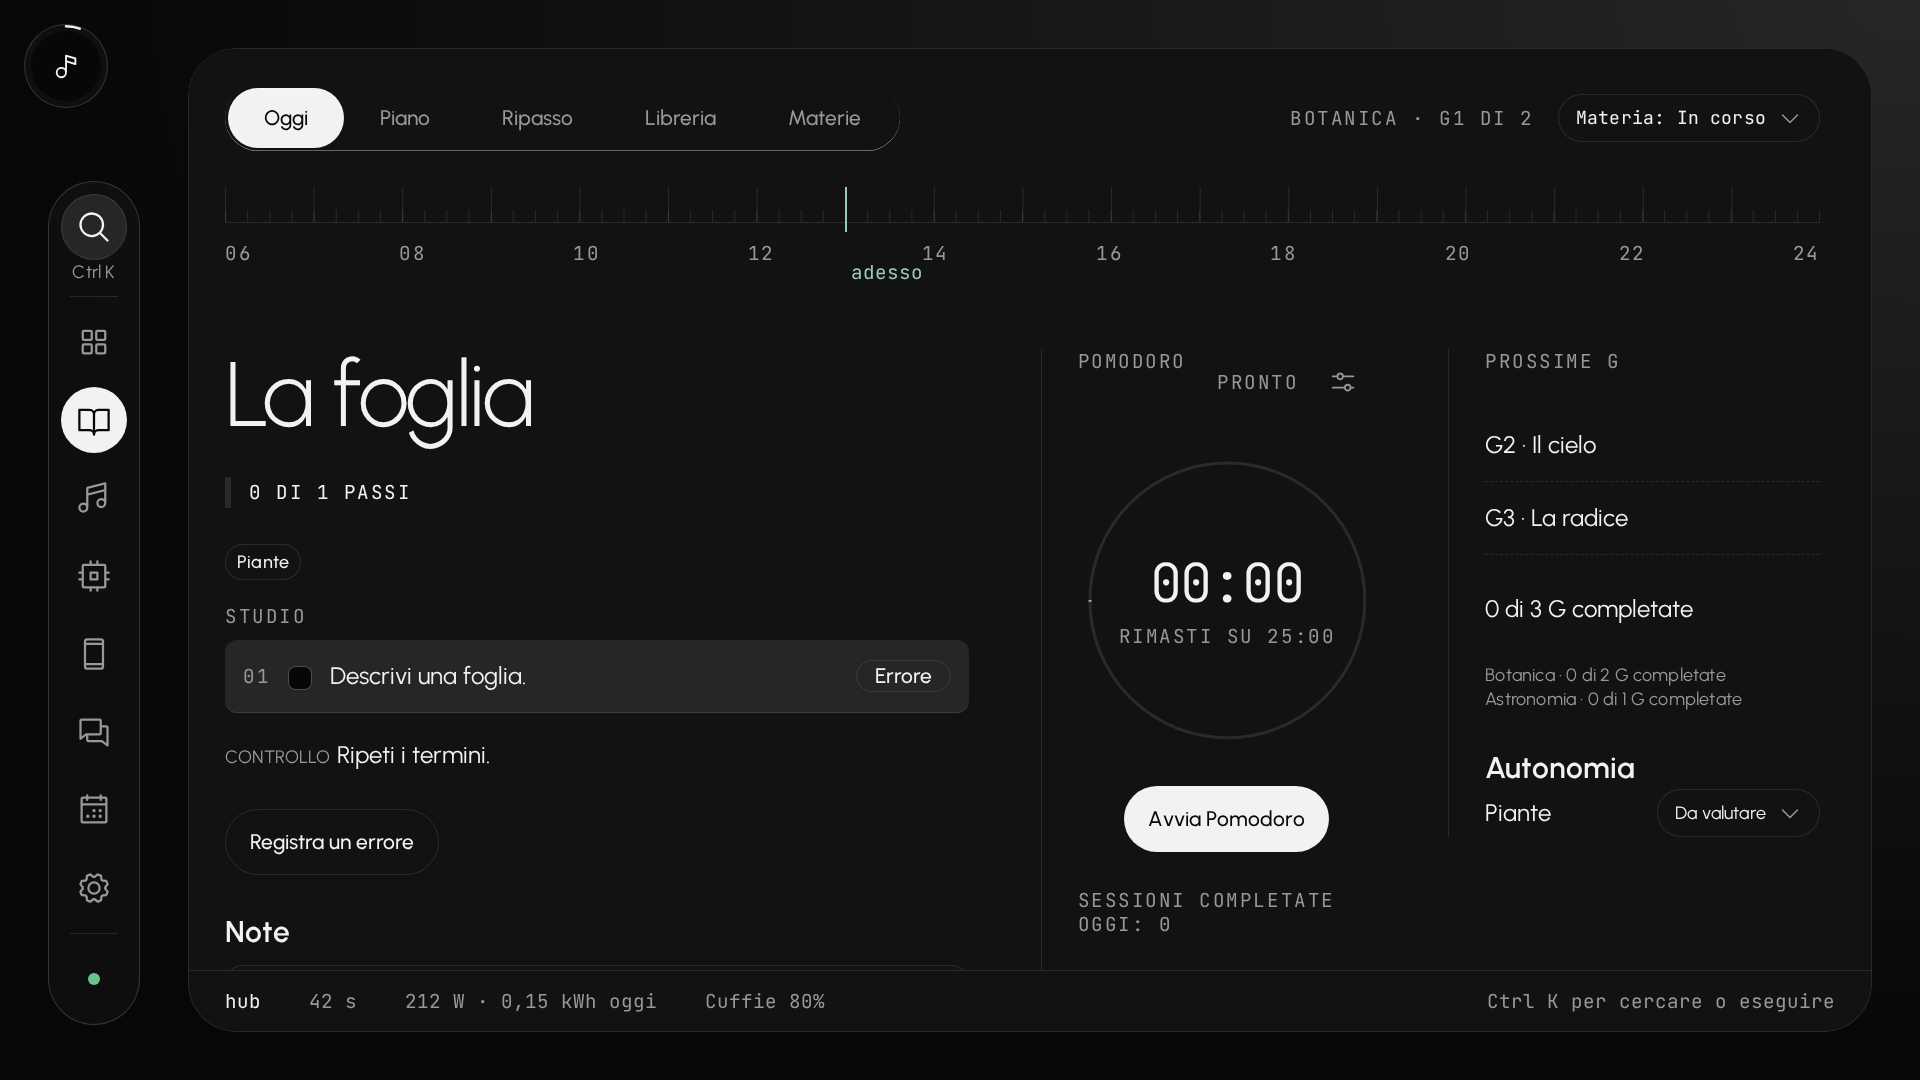 Oggi
Piano
Ripasso
Libreria
Materie
BOTANICA · G1 DI 2
Materia: In corso
Ctrl K
06
08
10
12
14
16
18
20
22
24
adesso
La foglia
0 DI 1 PASSI
Piante
STUDIO
01
Descrivi una foglia.
Errore
CONTROLLO Ripeti i termini.
Registra un errore
Note
POMODORO
PRONTO
00:00
RIMASTI SU 25:00
Avvia Pomodoro
SESSIONI COMPLETATE
OGGI: 0
PROSSIME G
G2 · Il cielo
G3 · La radice
0 di 3 G completate
Botanica · 0 di 2 G completate
Astronomia · 0 di 1 G completate
Autonomia
Piante
Da valutare
hub
42 s
212 W · 0,15 kWh oggi
Cuffie 80%
Ctrl K per cercare o eseguire